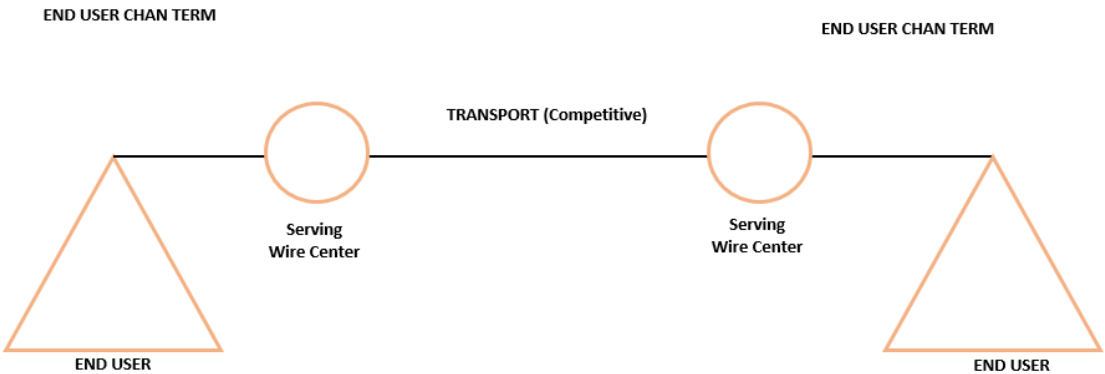 END USER CHAN TERM
END USER CHAN TERM
TRANSPORT (Competitive)
Serving
Wire Center
Serving
Wire Center
END USER
END USER